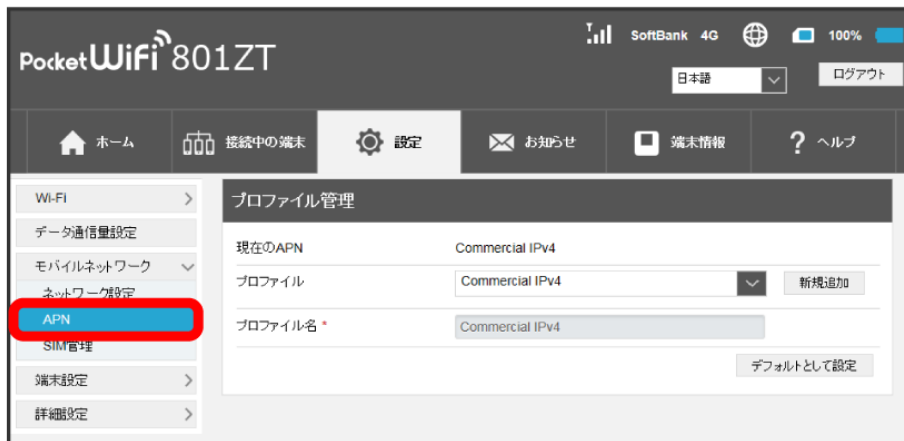 SoftBank 4G 100%
Pocket WiFi 801ZT
日本語 ログアウト
ホーム 接続中の端末 設定 お知らせ 端末情報 ? ヘルプ
Wi-Fi
データ通信量設定
モバイルネットワーク
ネットワーク設定
APN
SIM管理
端末設定
詳細設定
プロファイル管理
現在のAPN Commercial IPv4
プロファイル Commercial IPv4 新規追加
プロファイル名 * Commercial IPv4
デフォルトとして設定